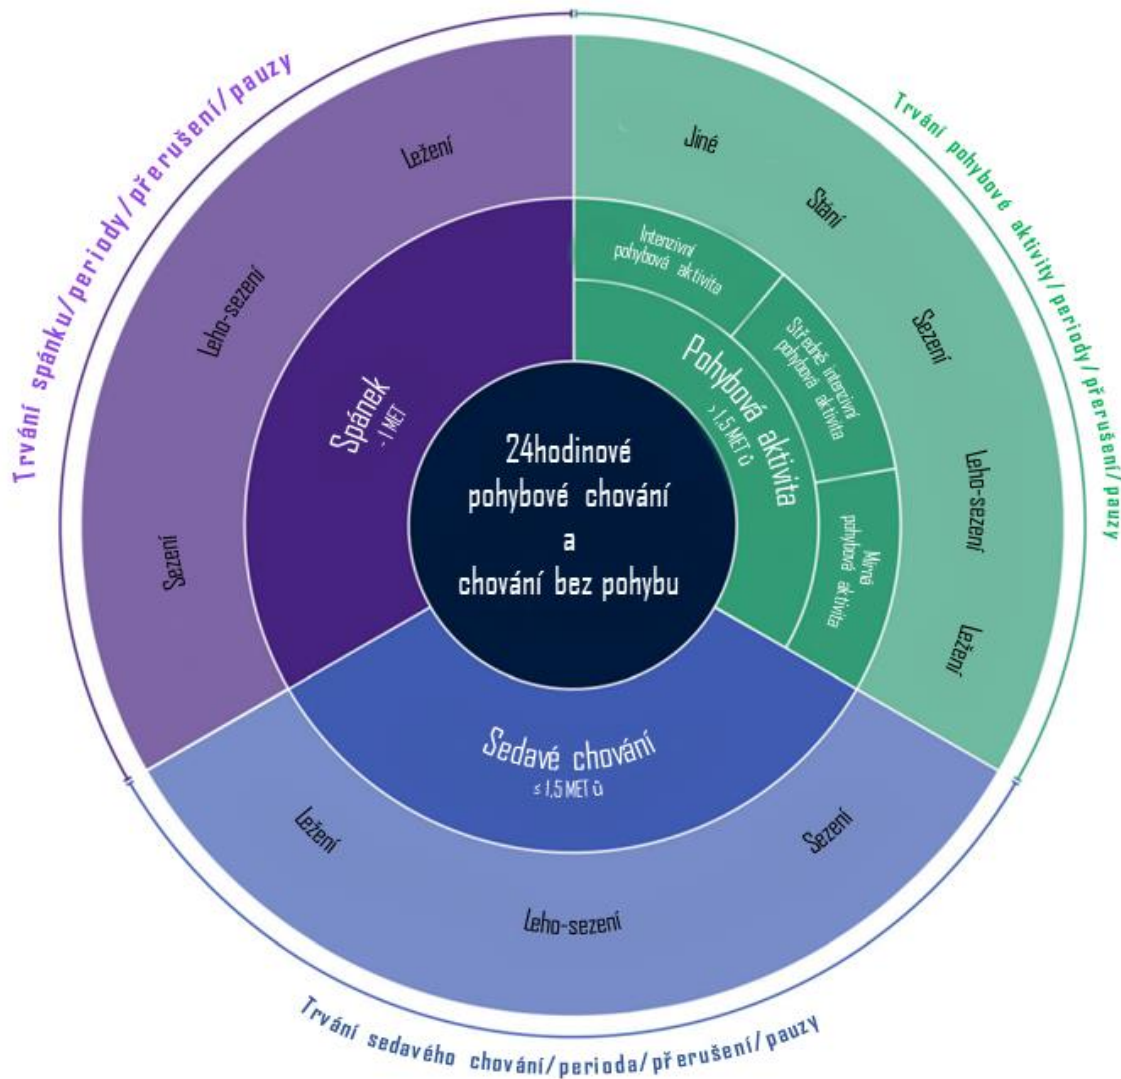 24hodinové
pohybové chování
a
chování bez pohybu
Spánek
~1 MET
Ležení
Leho-sezení
Sezení
Trvání spánku/periody/přerušení/pauzy
Pohybová aktivita
> 1,5 MET ů
Intenzivní
pohybová aktivita
Středně intenzivní
pohybová aktivita
Mírná
pohybová aktivita
Jiné
Stání
Sezení
Leho-sezení
Ležení
Trvání pohybové aktivity/periody/přerušení/pauzy
Sedavé chování
≤ 1,5 MET ů
Ležení
Leho-sezení
Sezení
Trvání sedavého chování/perioda/přerušení/pauzy